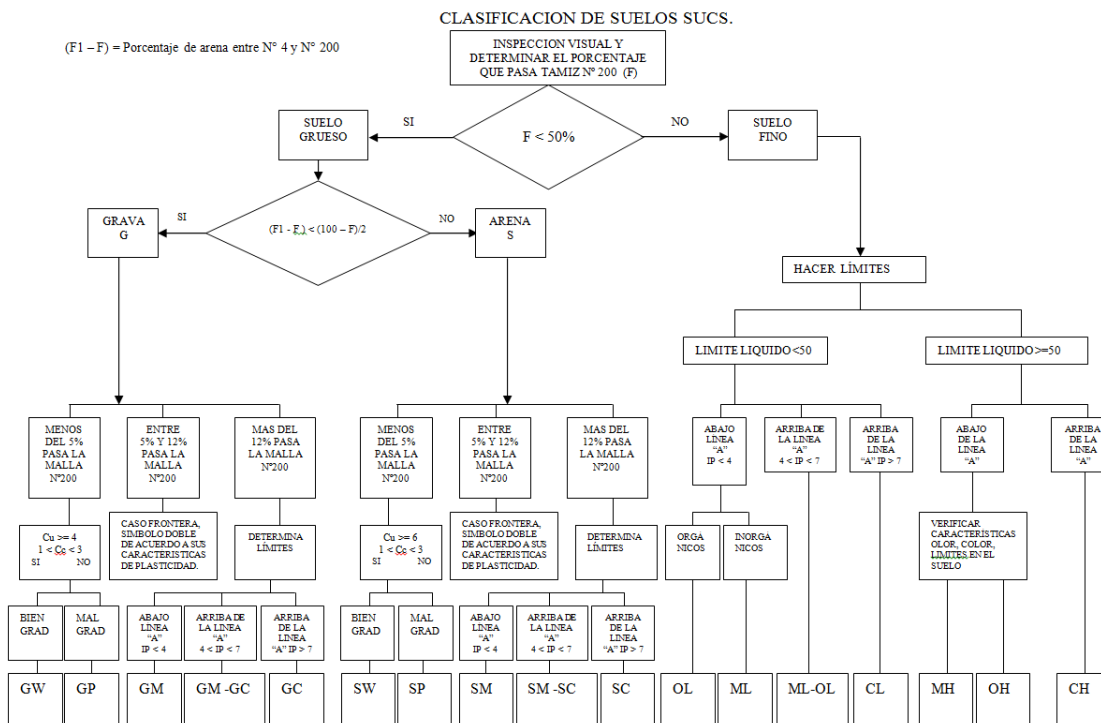 CLASIFICACION DE SUELOS SUCS.
(F1 – F) = Porcentaje de arena entre N° 4 y N° 200
INSPECCION VISUAL Y
DETERMINAR EL PORCENTAJE
QUE PASA TAMIZ Nº 200 (F)
SUELO
GRUESO
SI
F < 50%
NO
SUELO
FINO
GRAVA
G
SI
(F1 - F ) < (100 – F)/2
NO
ARENA
S
HACER LÍMITES
LIMITE LIQUIDO<50
LIMITE LIQUIDO>=50
MENOS
DEL 5%
PASA LA
MALLA
Nº200
ENTRE
5% Y 12%
PASA LA
MALLA
Nº200
MAS DEL
12% PASA
LA MALLA
Nº200
MENOS
DEL 5%
PASA LA
MALLA
Nº200
ENTRE
5% Y 12%
PASA LA
MALLA
Nº200
MAS DEL
12% PASA
LA MALLA
Nº200
ABAJO
LINEA
“A”
IP < 4
ARRIBA DE
LA LINEA
“A”
4 < IP < 7
ARRIBA
DE LA
LINEA
“A” IP > 7
ABAJO
DE LA
LINEA
“A”
ARRIBA
DE LA
LINEA
“A”
Cu >= 4
1 < Cc < 3
SI NO
CASO FRONTERA,
SIMBOLO DOBLE
DE ACUERDO A SUS
CARACTERISTICAS
DE PLASTICIDAD.
DETERMINA
LÍMITES
Cu >= 6
1 < Cc < 3
SI NO
CASO FRONTERA,
SIMBOLO DOBLE
DE ACUERDO A SUS
CARACTERISTICAS
DE PLASTICIDAD.
DETERMINA
LÍMITES
ORGA
NICOS
INORGA
NICOS
VERIFICAR
CARACTERISTICAS
OLOR, COLOR,
LIMITES EN EL
SUELO
BIEN
GRAD
MAL
GRAD
ABAJO
LINEA
“A”
IP < 4
ARRIBA DE
LA LINEA
“A”
4 < IP < 7
ARRIBA
DE LA
LINEA
“A” IP > 7
BIEN
GRAD
MAL
GRAD
ABAJO
LINEA
“A”
IP < 4
ARRIBA DE
LA LINEA
“A”
4 < IP < 7
ARRIBA
DE LA
LINEA
“A” IP > 7
GW
GP
GM
GM -GC
GC
SW
SP
SM
SM -SC
SC
OL
ML
ML-OL
CL
MH
OH
CH